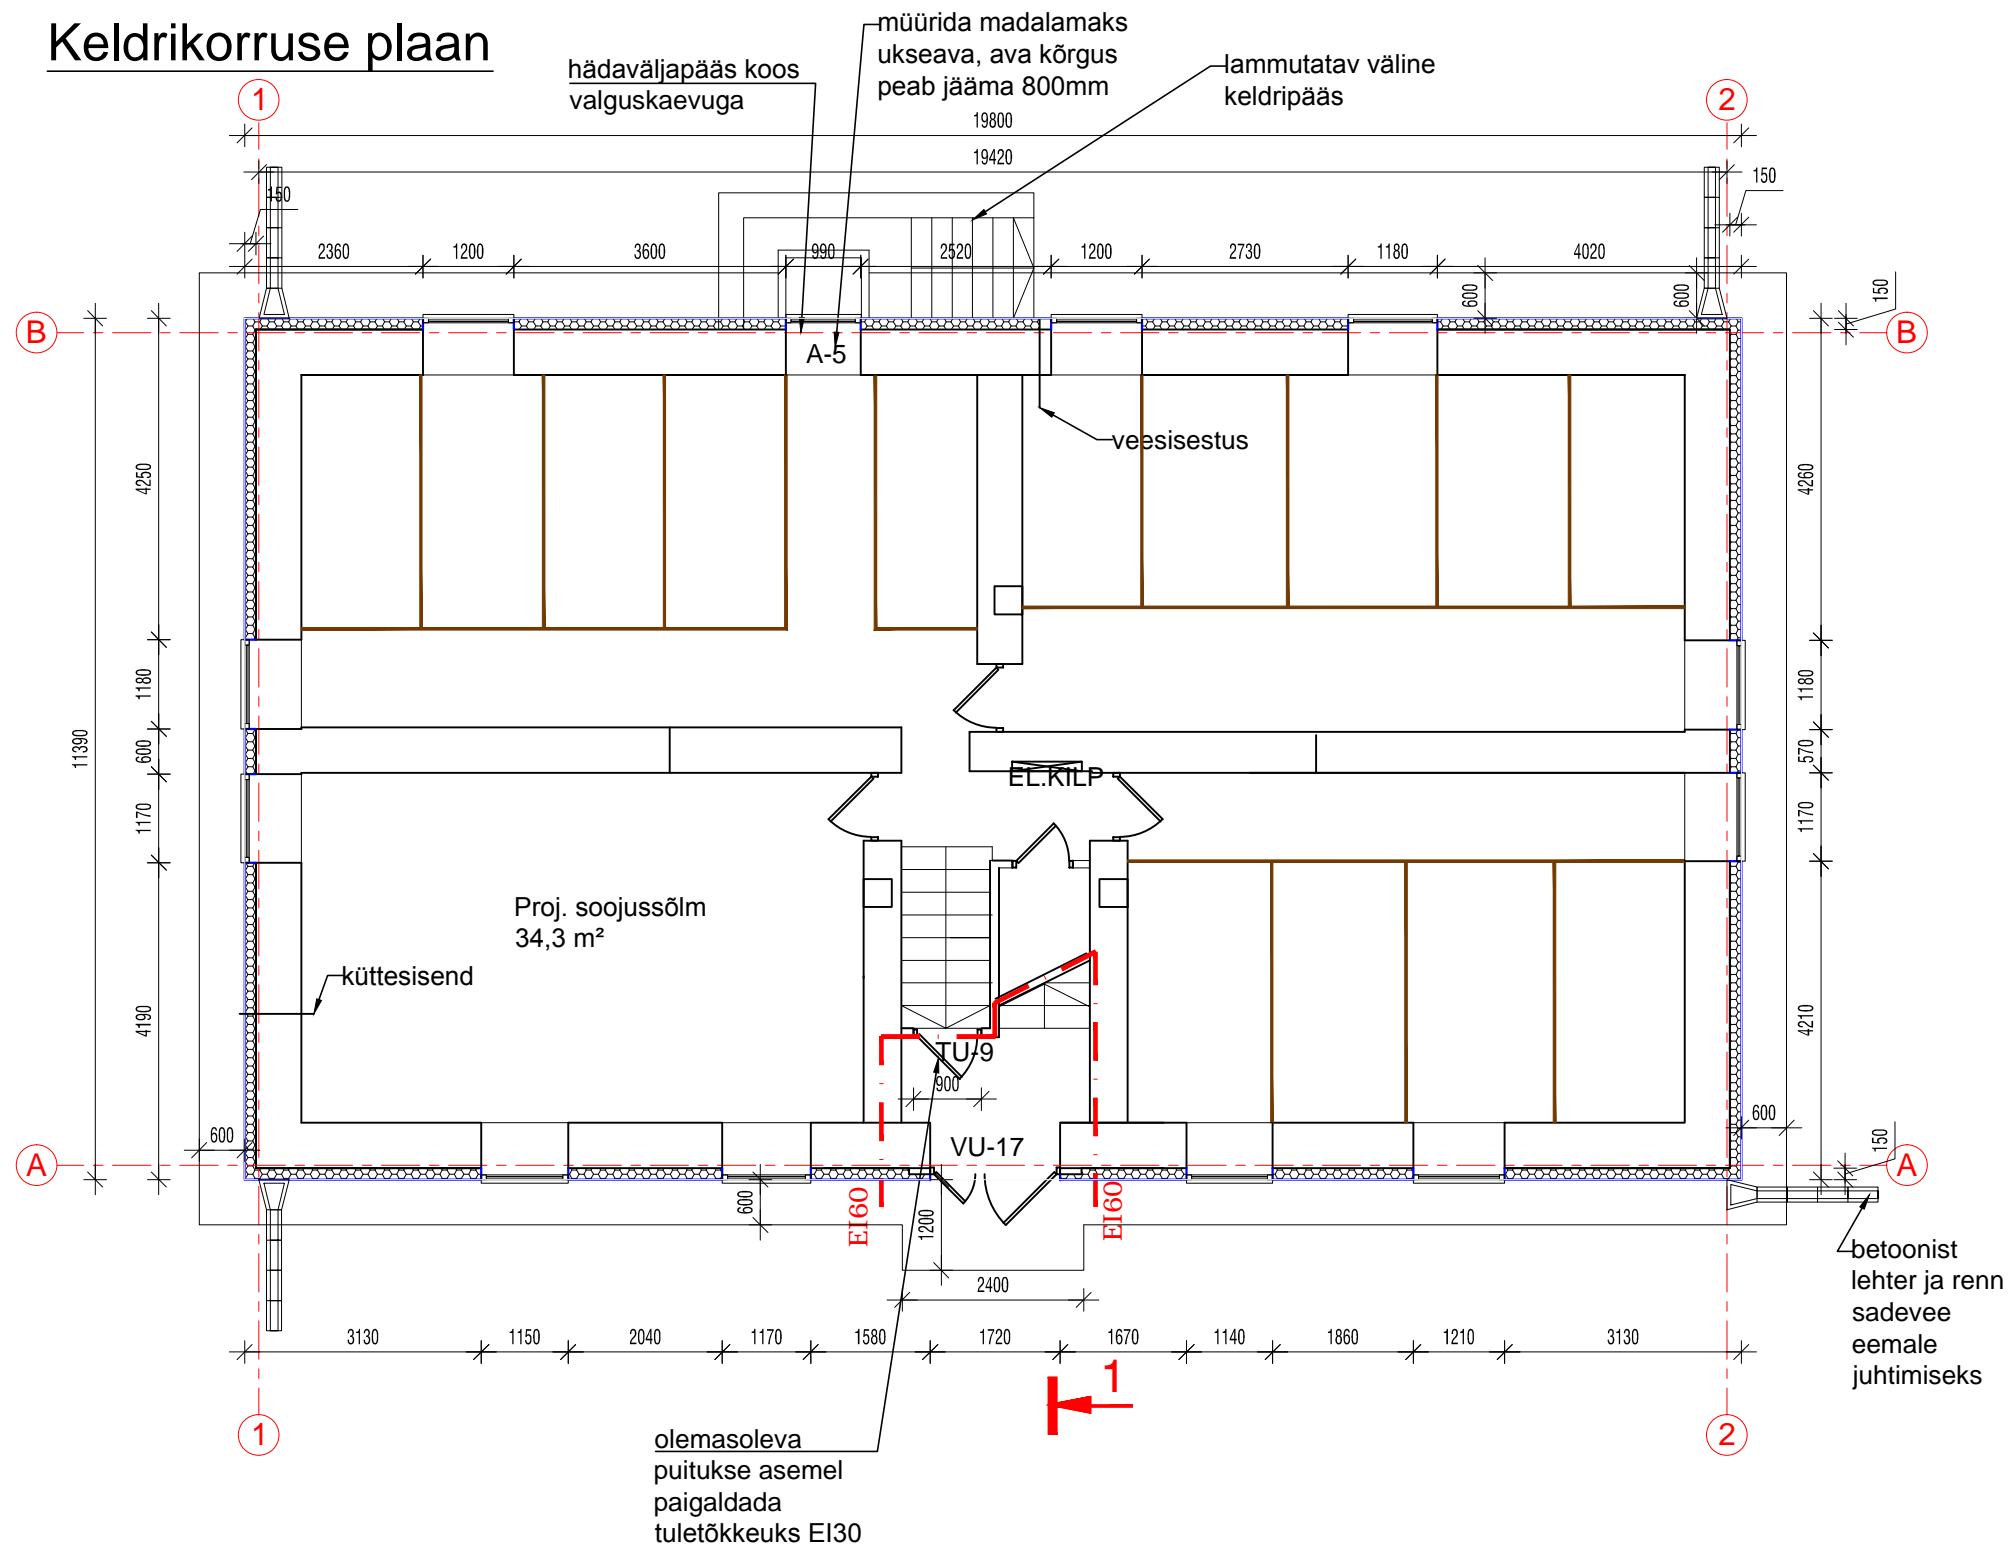 Keldrikorruse plaan
hädaväljapääs koos
valguskaevuga
müürida madalamaks
ukseava, ava kõrgus
peab jääma 800mm
lammutatav väline
keldripääs
1
2
19800
19420
150
150
2360
1200
3600
990
2520
1200
2730
1180
4020
600
600
150
B
B
A-5
veesisestus
4250
4260
1180
1180
11390
600
570
EL.KILP
1170
1170
Proj. soojussõlm
34,3 m²
küttesisend
4190
4210
TU-9
900
600
600
150
VU-17
A
A
600
EI60
EI60
1200
2400
betoonist
lehter ja renn
sadevee
eemale
juhtimiseks
3130
1150
2040
1170
1580
1720
1670
1140
1860
1210
3130
1
1
2
olemasoleva
puitukse asemel
paigaldada
tuletõkkeuks EI30